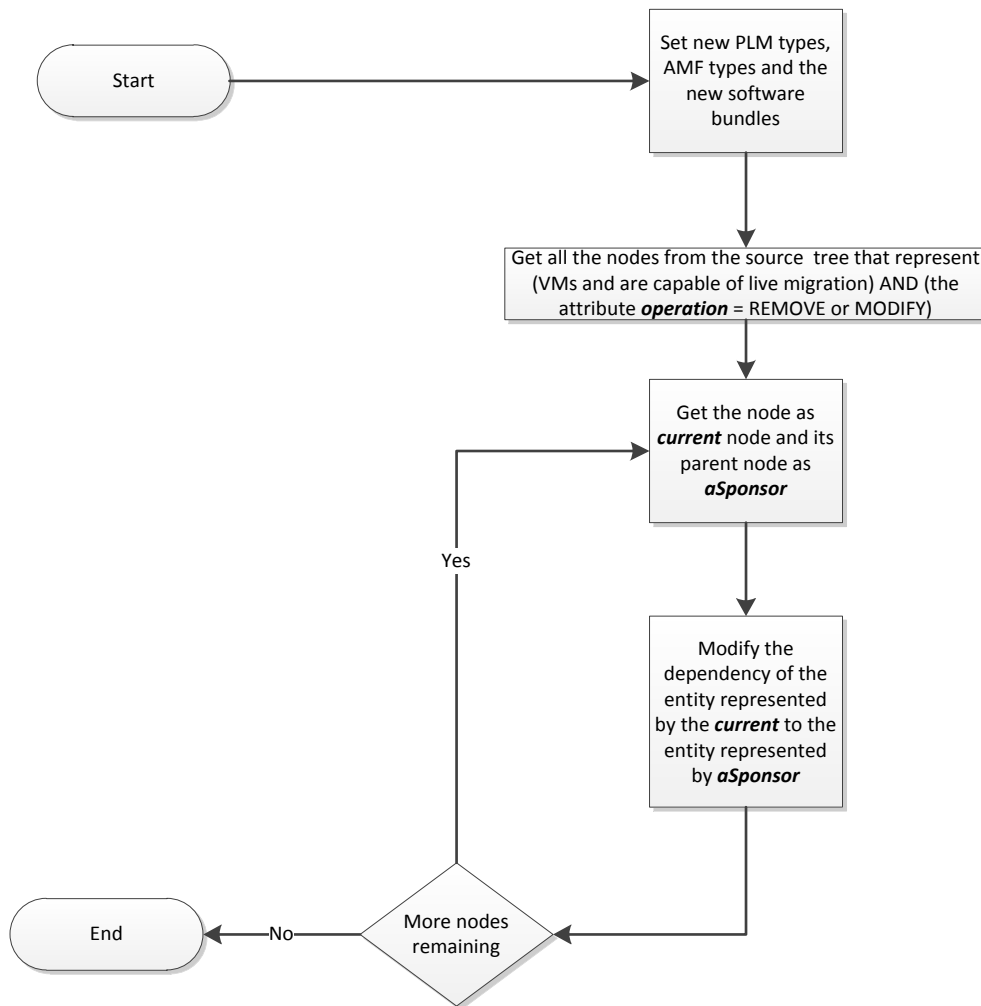 Start
Set new PLM types,
AMF types and the
new software
bundles
Get all the nodes from the source  tree that represent
(VMs and are capable of live migration) AND (the
attribute operation = REMOVE or MODIFY)
Get the node as
current node and its
parent node as
aSponsor
Yes
Modify the
dependency of the
entity represented
by the current to the
entity represented
by aSponsor
More nodes
remaining
No
End